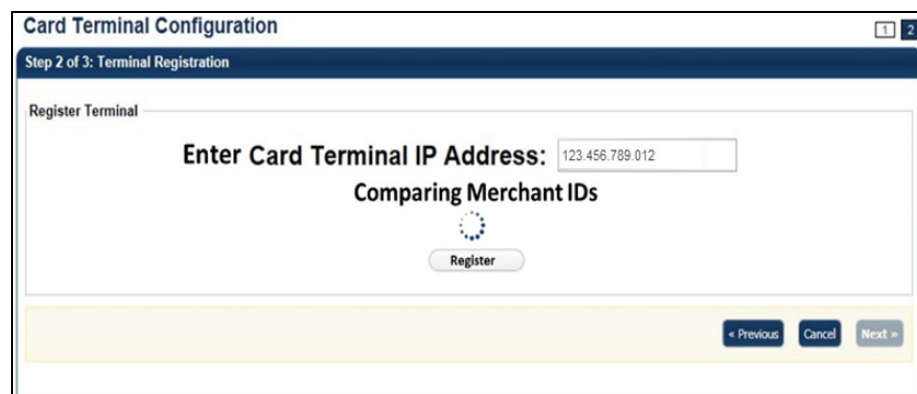 Card Terminal Configuration
1 2
Step 2 of 3: Terminal Registration
Register Terminal
Enter Card Terminal IP Address: 123.456.789.012
Comparing Merchant IDs
Register
« Previous Cancel Next »